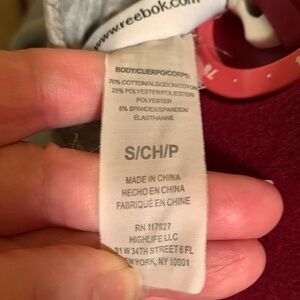 www.reebok.com
BODY/CUERPO/CORPS:
70% COTTON/ALGODON/COTON
25% POLYESTER/POLIESTER/
POLYESTER
5% SPANDEX/SPANDEX/
ÉLASTHANNE
S/CH/P
MADE IN CHINA
HECHO EN CHINA
FABRIQUÉ EN CHINE
RN 117827
HIGHLIFE LLC
31 W 34TH STREET 6 FL
NEW YORK, NY 10001